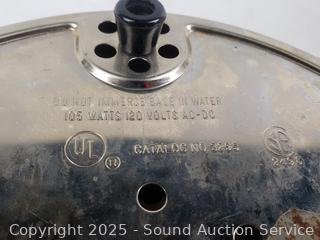 DO NOT IMMERSE BASE IN WATER
105 WATTS 120 VOLTS AC-DC
UL
R
CATALOG NO.
Copyright © 2025 - Sound Auction Service